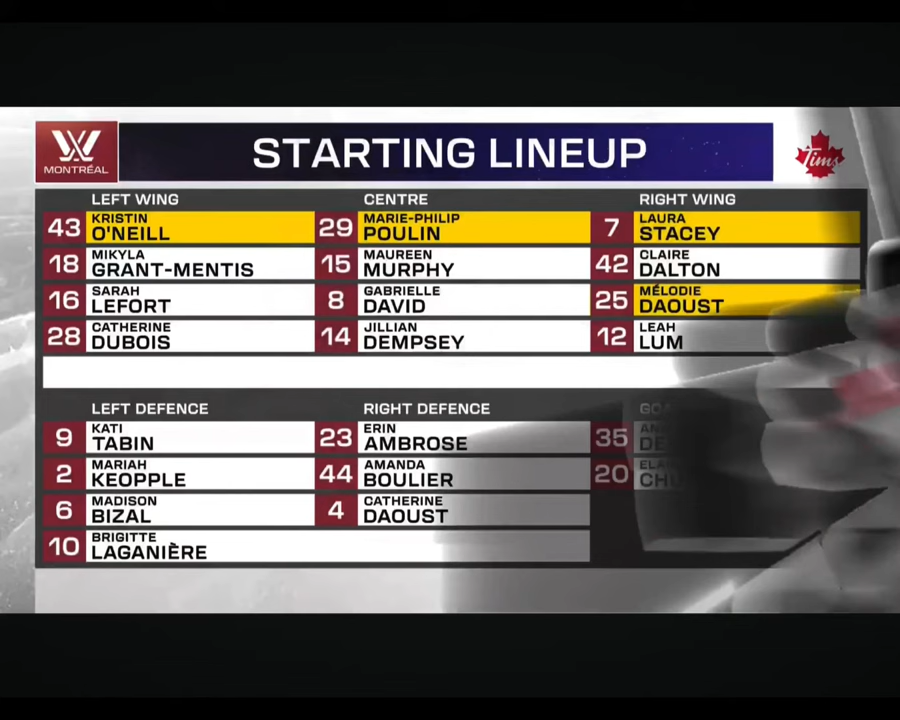 MONTRÉAL
STARTING LINEUP
Tims
LEFT WING
CENTRE
RIGHT WING
43 KRISTIN O'NEILL
29 MARIE-PHILIP POULIN
7 LAURA STACEY
18 MIKYLA GRANT-MENTIS
15 MAUREEN MURPHY
42 CLAIRE DALTON
16 SARAH LEFORT
8 GABRIELLE DAVID
25 MÉLODIE DAOUST
28 CATHERINE DUBOIS
14 JILLIAN DEMPSEY
12 LEAH LUM
LEFT DEFENCE
RIGHT DEFENCE
9 KATI TABIN
23 ERIN AMBROSE
35
2 MARIAH KEOPPLE
44 AMANDA BOULIER
20
6 MADISON BIZAL
4 CATHERINE DAOUST
10 BRIGITTE LAGANIÈRE